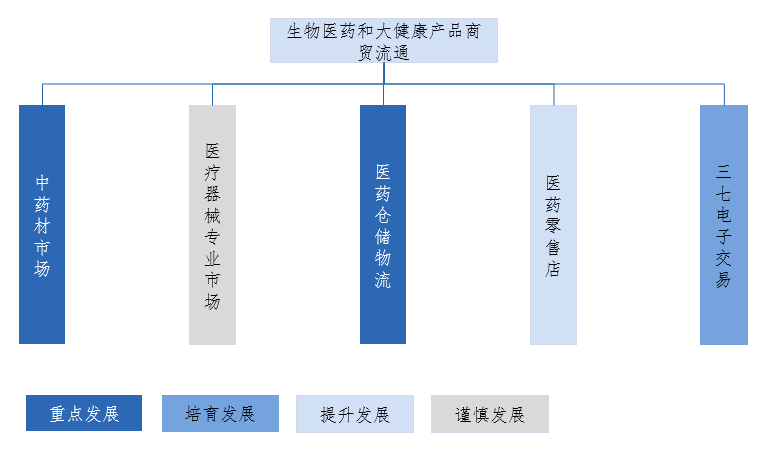 生物医药和大健康产品商
贸流通
中药材市场
医疗器械专业市场
医药仓储物流
医药零售店
三七电子交易
重点发展
培育发展
提升发展
谨慎发展